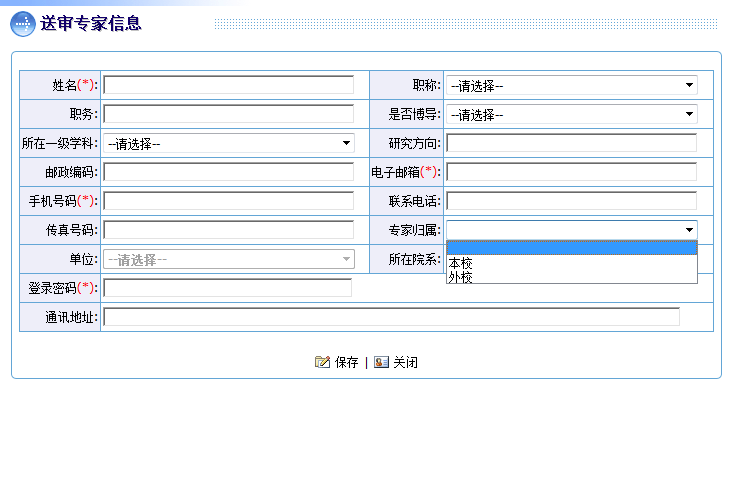 送审专家信息
姓名(*): 职称: --请选择--
职务: 是否博导: --请选择--
所在一级学科: --请选择-- 研究方向:
邮政编码: 电子邮箱(*):
手机号码(*): 联系电话:
传真号码: 专家归属:
单位: --请选择-- 所在院系:
本校
外校
登录密码(*):
通讯地址:
保存 | 关闭